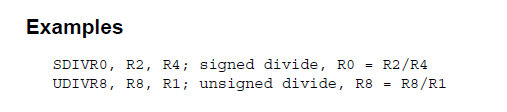 Examples
SDIVR0, R2, R4; signed divide, R0 = R2/R4
UDIVR8, R8, R1; unsigned divide, R8 = R8/R1